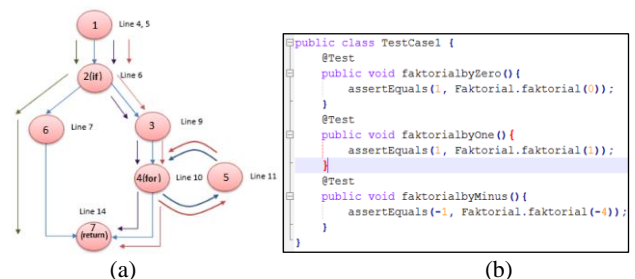 1
Line 4, 5
2(if)
Line 6
6
Line 7
3
Line 9
4(for)
Line 10
5
Line 11
Line 14
7
(return)
(a)
public class TestCase1 {
@Test
public void faktorialbyZero(){
assertEquals(1, Faktorial.faktorial(0));
}
@Test
public void faktorialbyOne(){
assertEquals(1, Faktorial.faktorial(1));
}
@Test
public void faktorialbyMinus(){
assertEquals(-1, Faktorial.faktorial(-4));
}
}
(b)